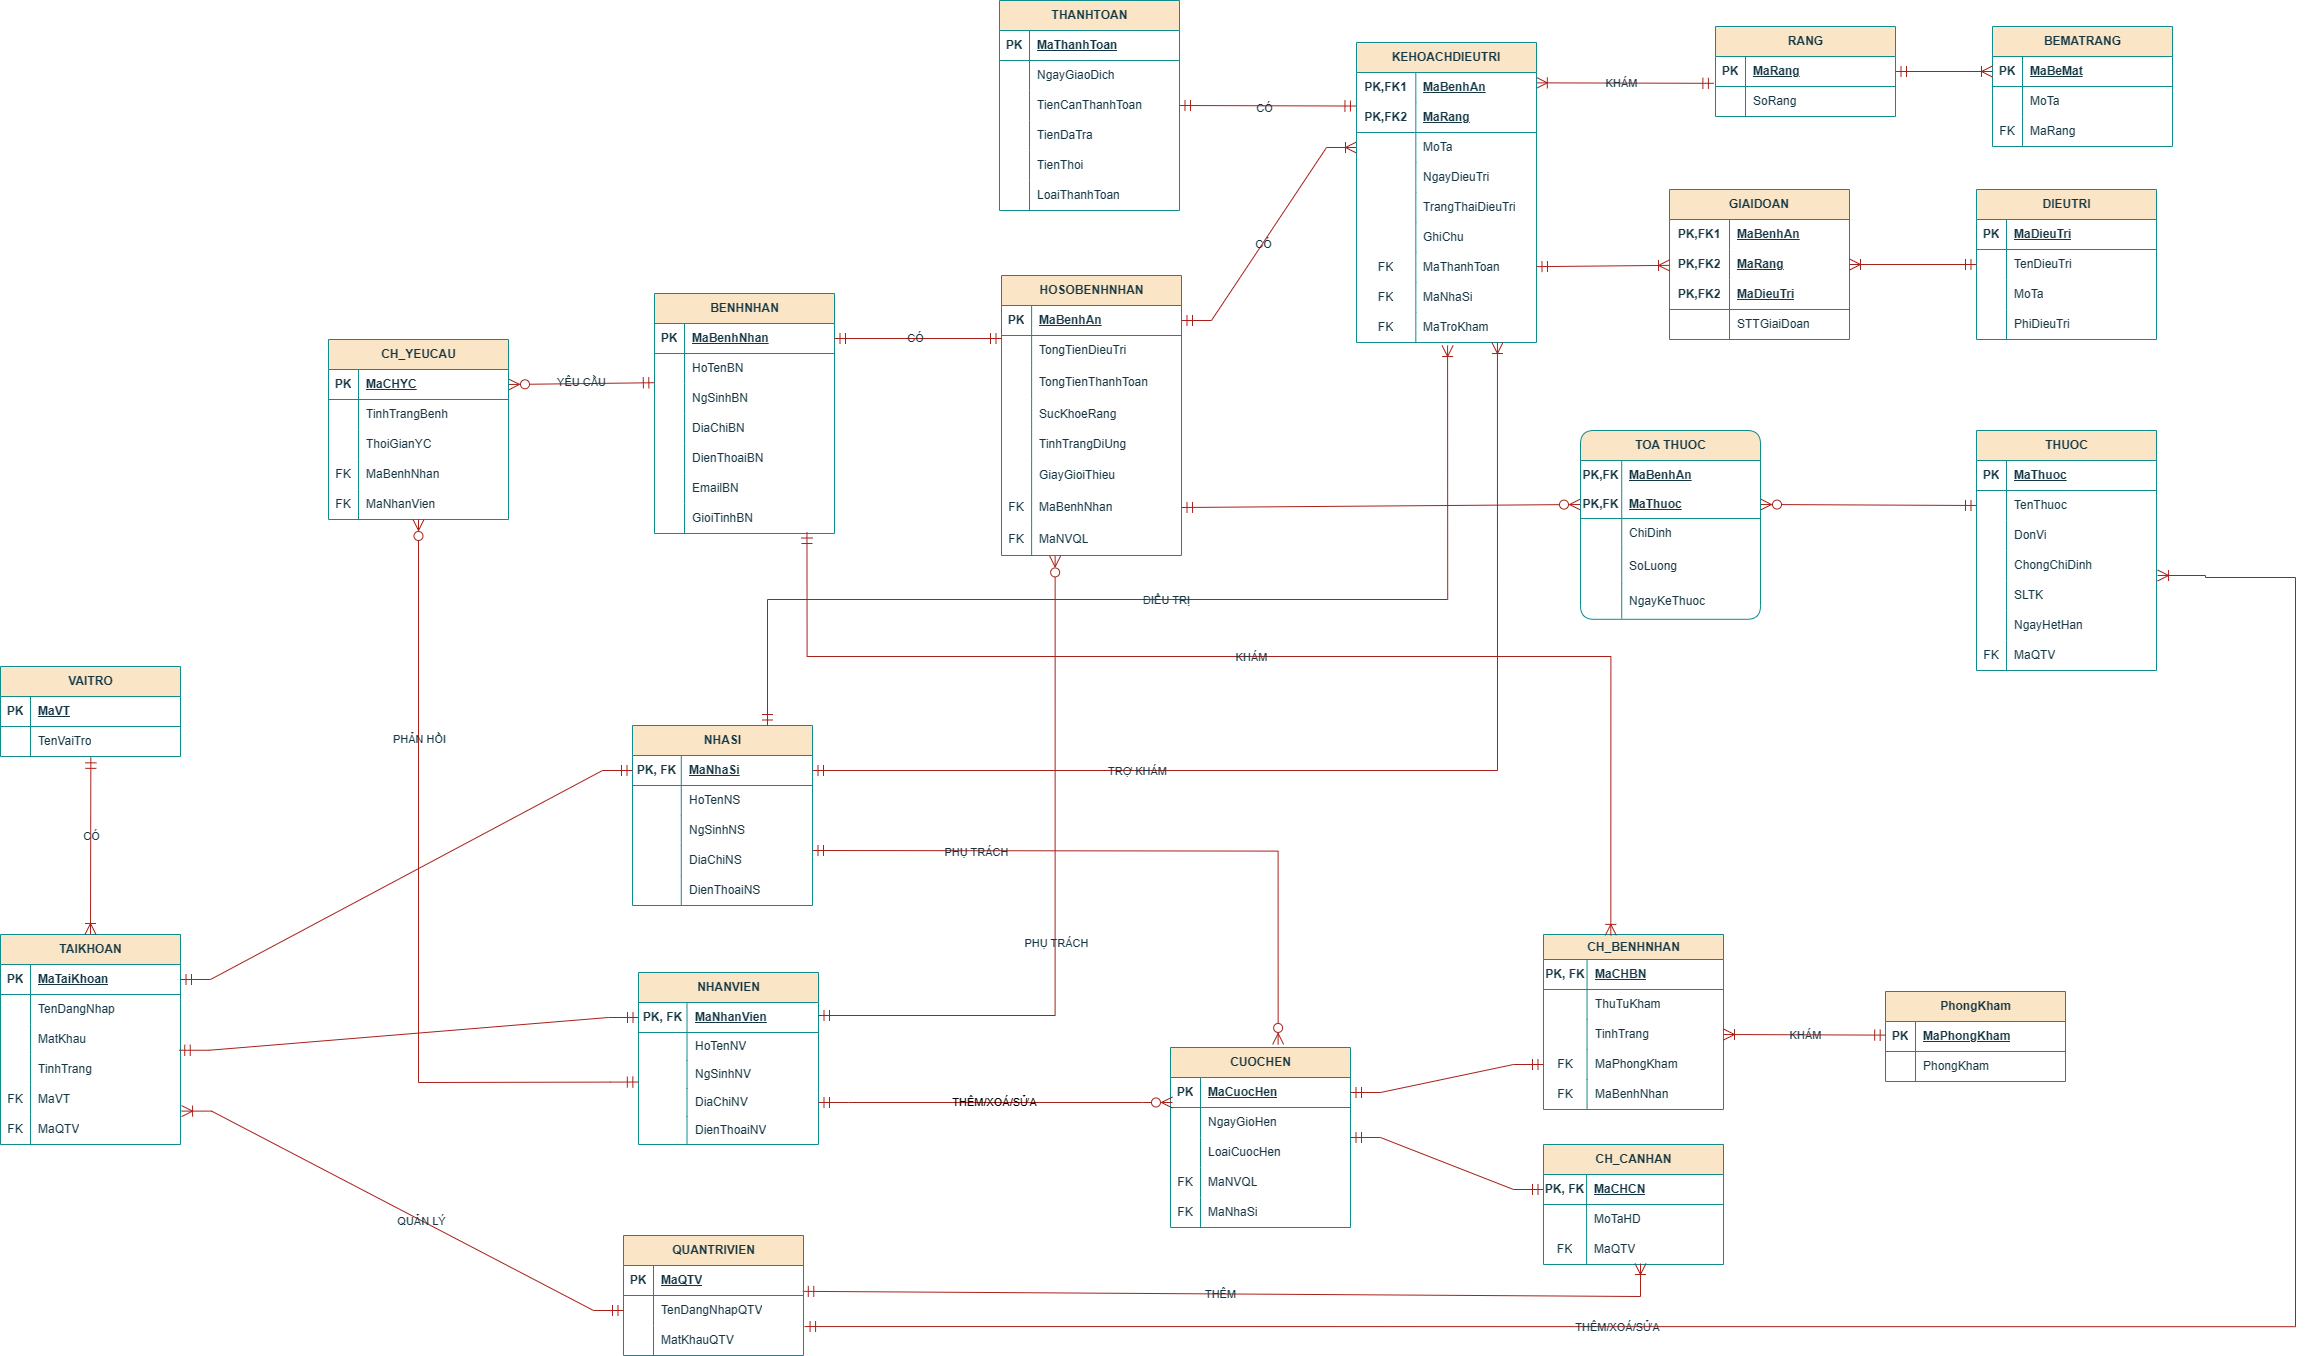 THANHTOAN
PK MaThanhToan
NgayGiaoDich
TienCanThanhToan
TienDaTra
TienThoi
LoaiThanhToan
CÓ
KEHOACHDIEUTRI
PK,FK1 MaBenhAn
PK,FK2 MaRang
MoTa
NgayDieuTri
TrangThaiDieuTri
GhiChu
FK MaThanhToan
FK MaNhaSi
FK MaTroKham
KHÁM
RANG
PK MaRang
SoRang
BEMATRANG
PK MaBeMat
MoTa
FK MaRang
GIAIDOAN
PK,FK1 MaBenhAn
PK,FK2 MaRang
PK,FK2 MaDieuTri
STTGiaiDoan
DIEUTRI
PK MaDieuTri
TenDieuTri
MoTa
PhiDieuTri
CÓ
CH_YEUCAU
PK MaCHYC
TinhTrangBenh
ThoiGianYC
FK MaBenhNhan
FK MaNhanVien
YÊU CẦU
BENHNHAN
PK MaBenhNhan
HoTenBN
NgSinhBN
DiaChiBN
DienThoaiBN
EmailBN
GioiTinhBN
CÓ
HOSOBENHNHAN
PK MaBenhAn
TongTienDieuTri
TongTienThanhToan
SucKhoeRang
TinhTrangDiUng
GiayGioiThieu
FK MaBenhNhan
FK MaNVQL
TOA THUOC
PK,FK MaBenhAn
PK,FK MaThuoc
ChiDinh
SoLuong
NgayKeThuoc
THUOC
PK MaThuoc
TenThuoc
DonVi
ChongChiDinh
SLTK
NgayHetHan
FK MaQTV
ĐIỀU TRỊ
KHÁM
VAITRO
PK MaVT
TenVaiTro
PHẢN HỒI
CÓ
NHASI
PK, FK MaNhaSi
HoTenNS
NgSinhNS
DiaChiNS
DienThoaiNS
TRỢ KHÁM
PHỤ TRÁCH
PHỤ TRÁCH
TAIKHOAN
PK MaTaiKhoan
TenDangNhap
MatKhau
TinhTrang
FK MaVT
FK MaQTV
NHANVIEN
PK, FK MaNhanVien
HoTenNV
NgSinhNV
DiaChiNV
DienThoaiNV
THÊM/XOÁ/SỬA
CUOCHEN
PK MaCuocHen
NgayGioHen
LoaiCuocHen
FK MaNVQL
FK MaNhaSi
CH_BENHNHAN
PK, FK MaCHBN
ThuTuKham
TinhTrang
FK MaPhongKham
FK MaBenhNhan
KHÁM
PhongKham
PK MaPhongKham
PhongKham
CH_CANHAN
PK, FK MaCHCN
MoTaHD
FK MaQTV
QUẢN LÝ
QUANTRIVIEN
PK MaQTV
TenDangNhapQTV
MatKhauQTV
THÊM
THÊM/XOÁ/SỬA